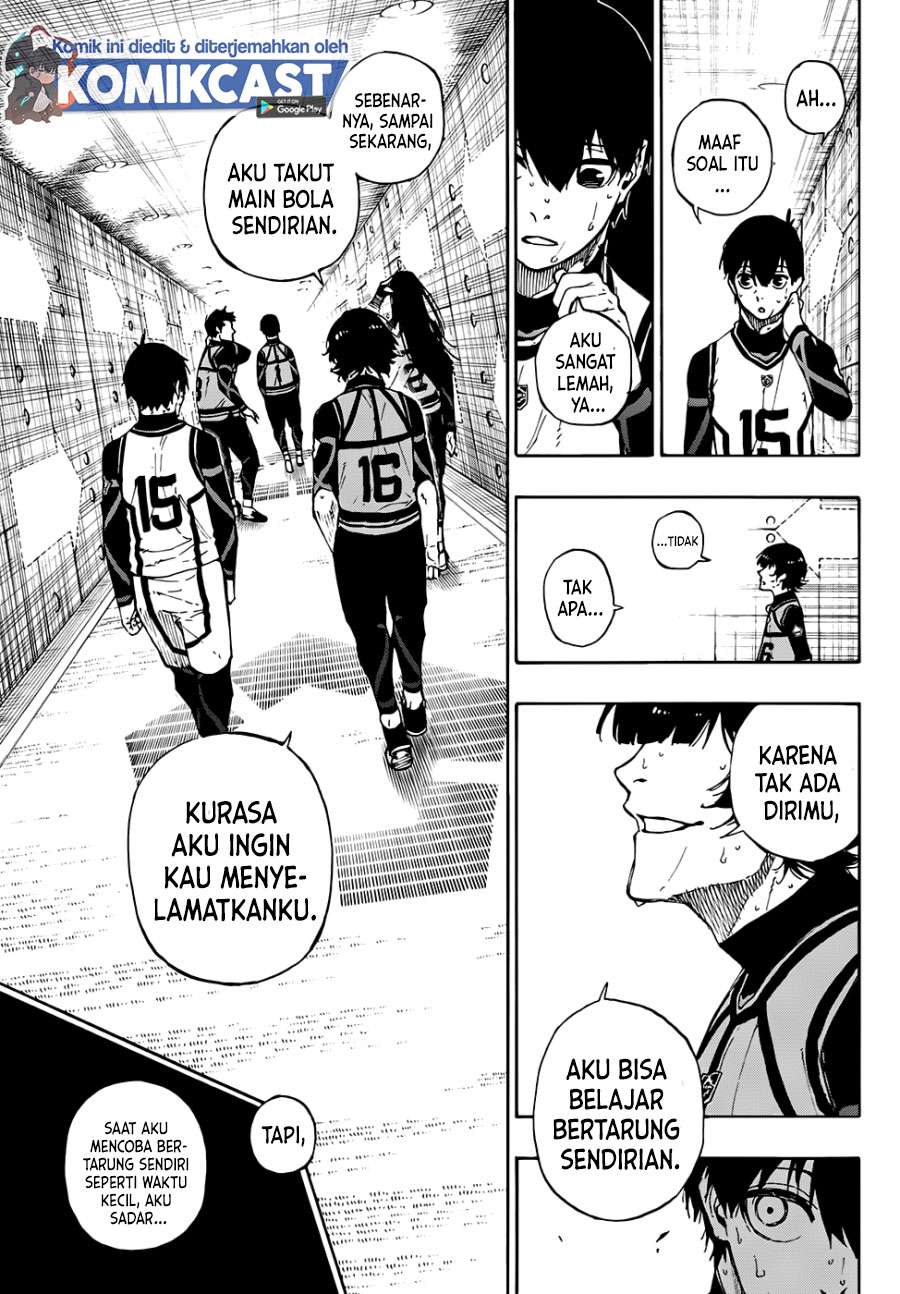 Komik ini diedit & diterjemahkan oleh
KOMIKCAST
GET IT ON
Google Play
AH...
MAAF
SOAL ITU
...
AKU
SANGAT
LEMAH,
YA...
15
...TIDAK
TAK
APA...
KARENA
TAK ADA
DIRIMU,
AKU BISA
BELAJAR
BERTARUNG
SENDIRIAN.
SEBENAR-
NYA, SAMPAI
SEKARANG,
AKU TAKUT
MAIN BOLA
SENDIRIAN.
15
16
KURASA
AKU INGIN
KAU MENYE-
LAMATKANKU.
TAPI,
SAAT AKU
MENCOBA BER-
TARUNG SENDIRI
SEPERTI WAKTU
KECIL, AKU
SADAR...